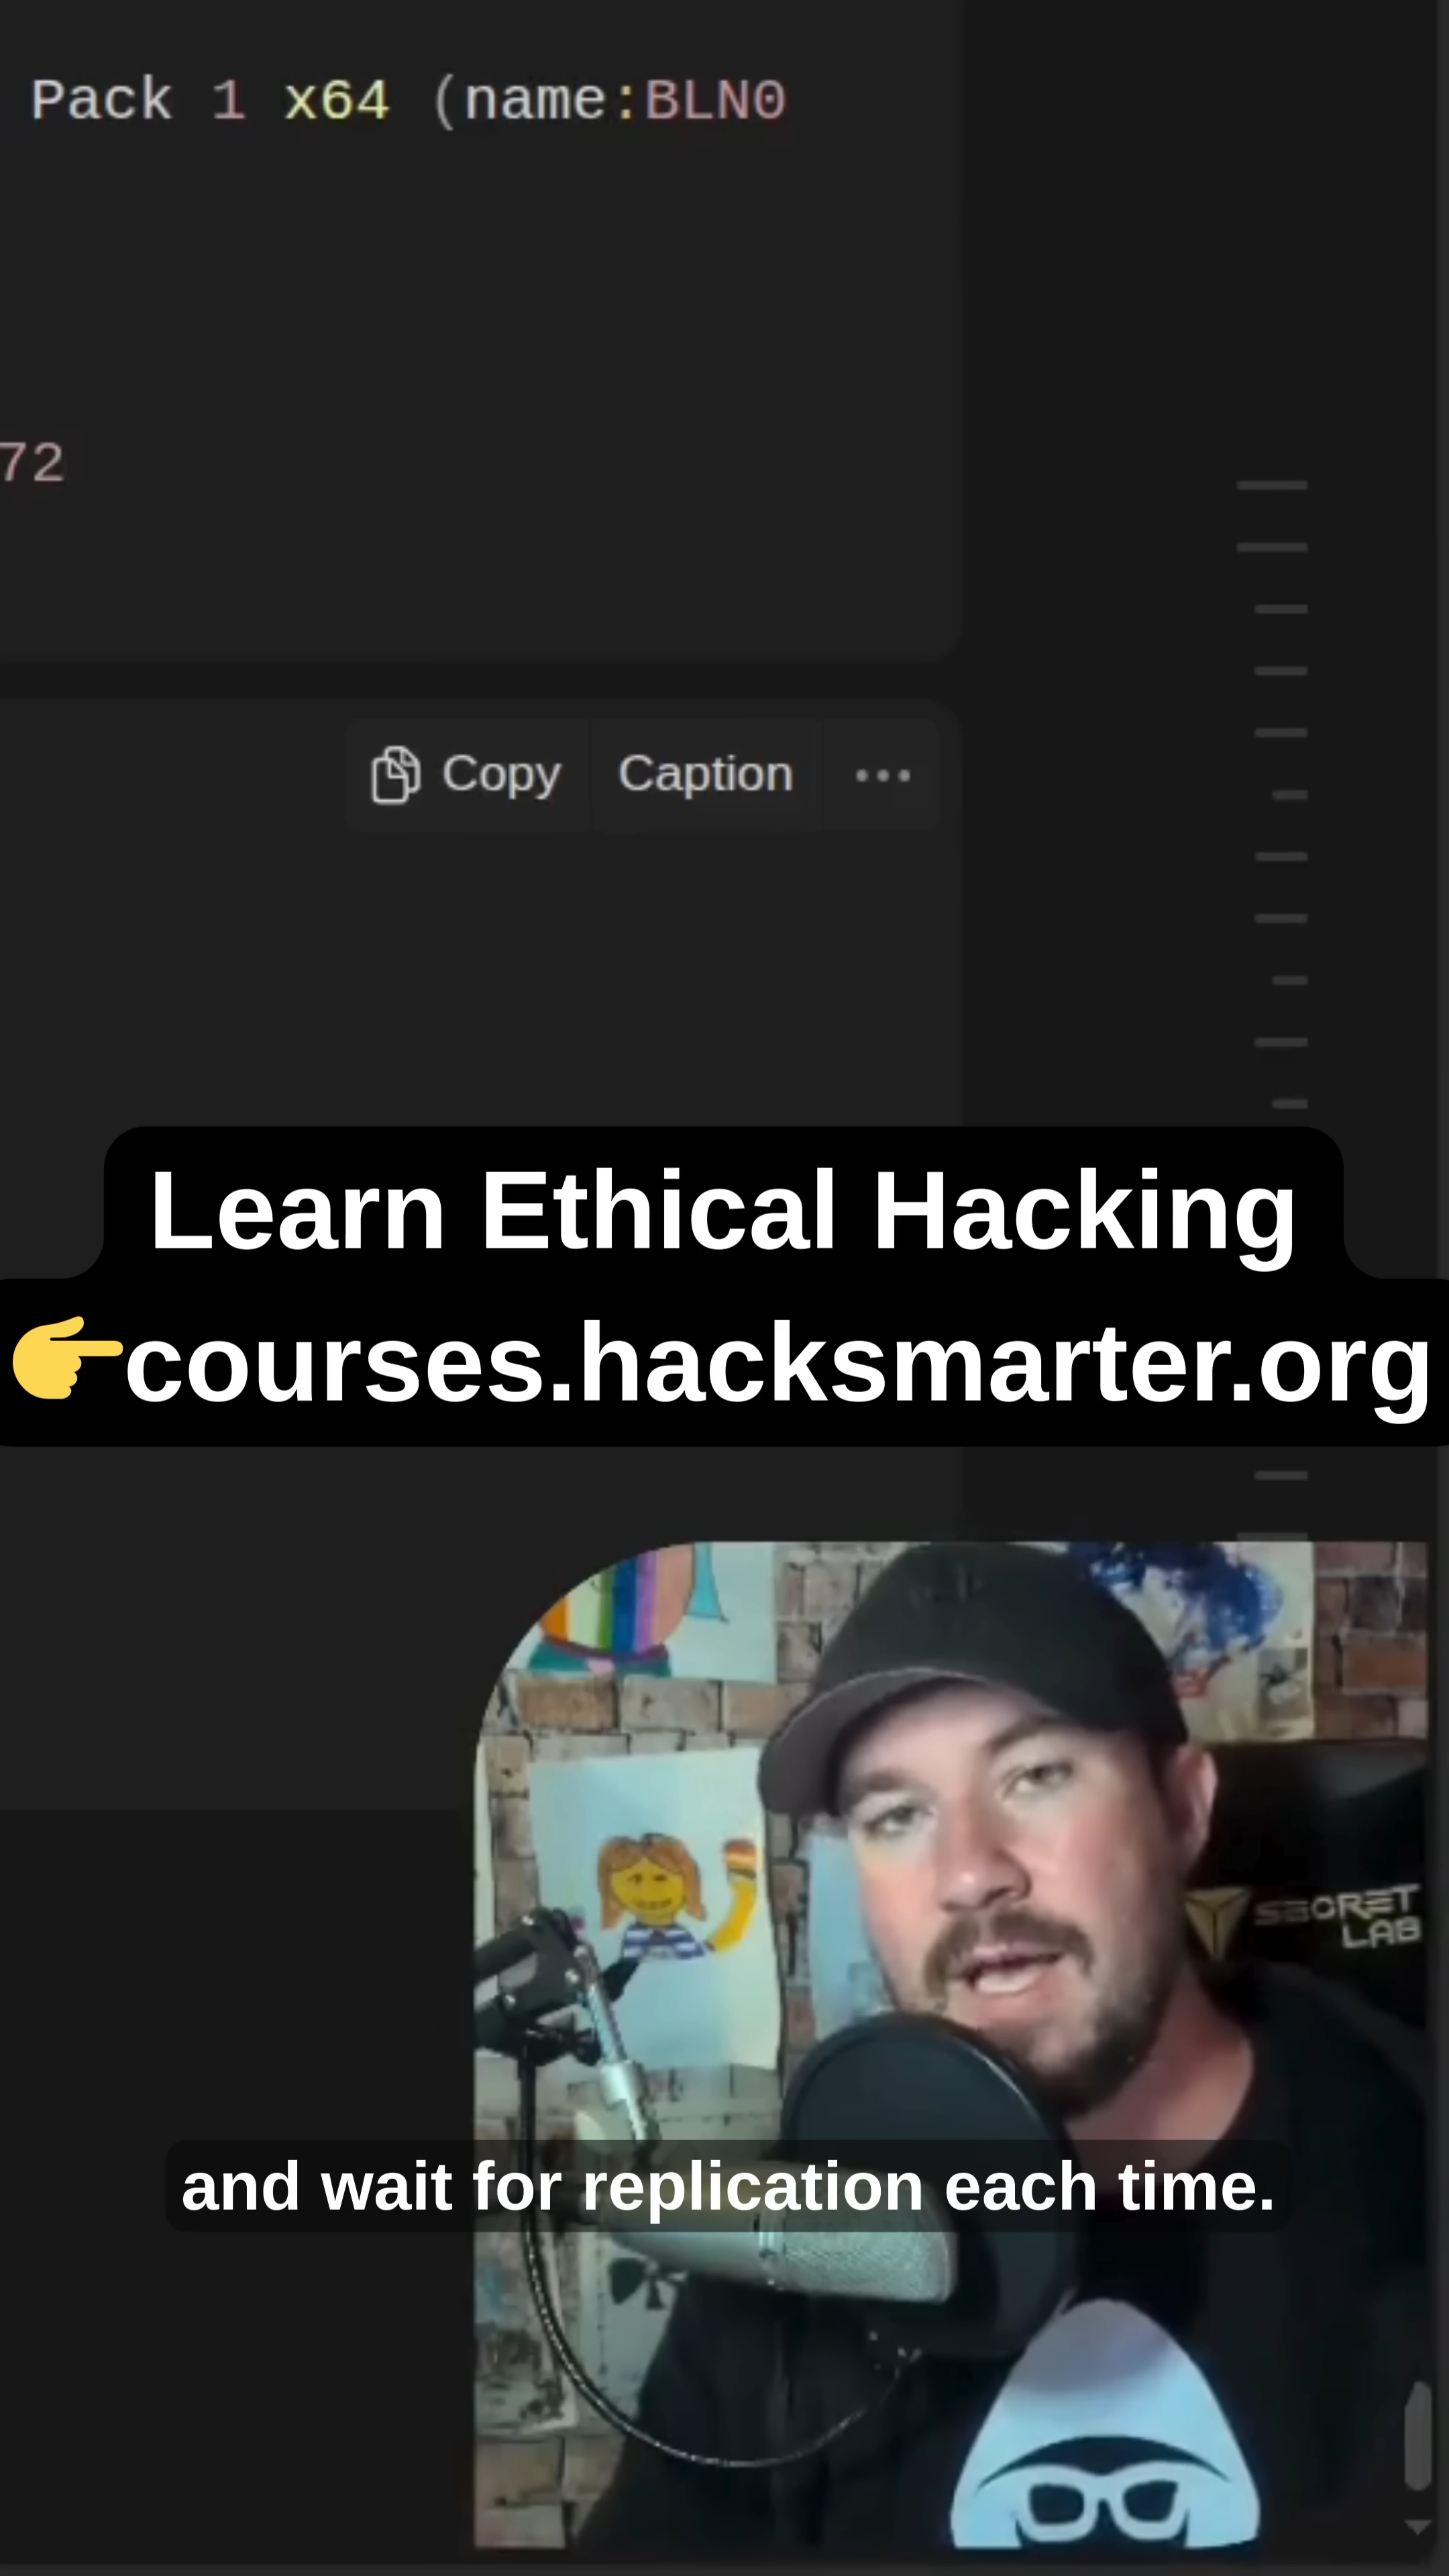 Pack 1 x64 (name:BLN0
72
Copy Caption
Learn Ethical Hacking
👉courses.hacksmarter.org
SECRET
LAB
and wait for replication each time.